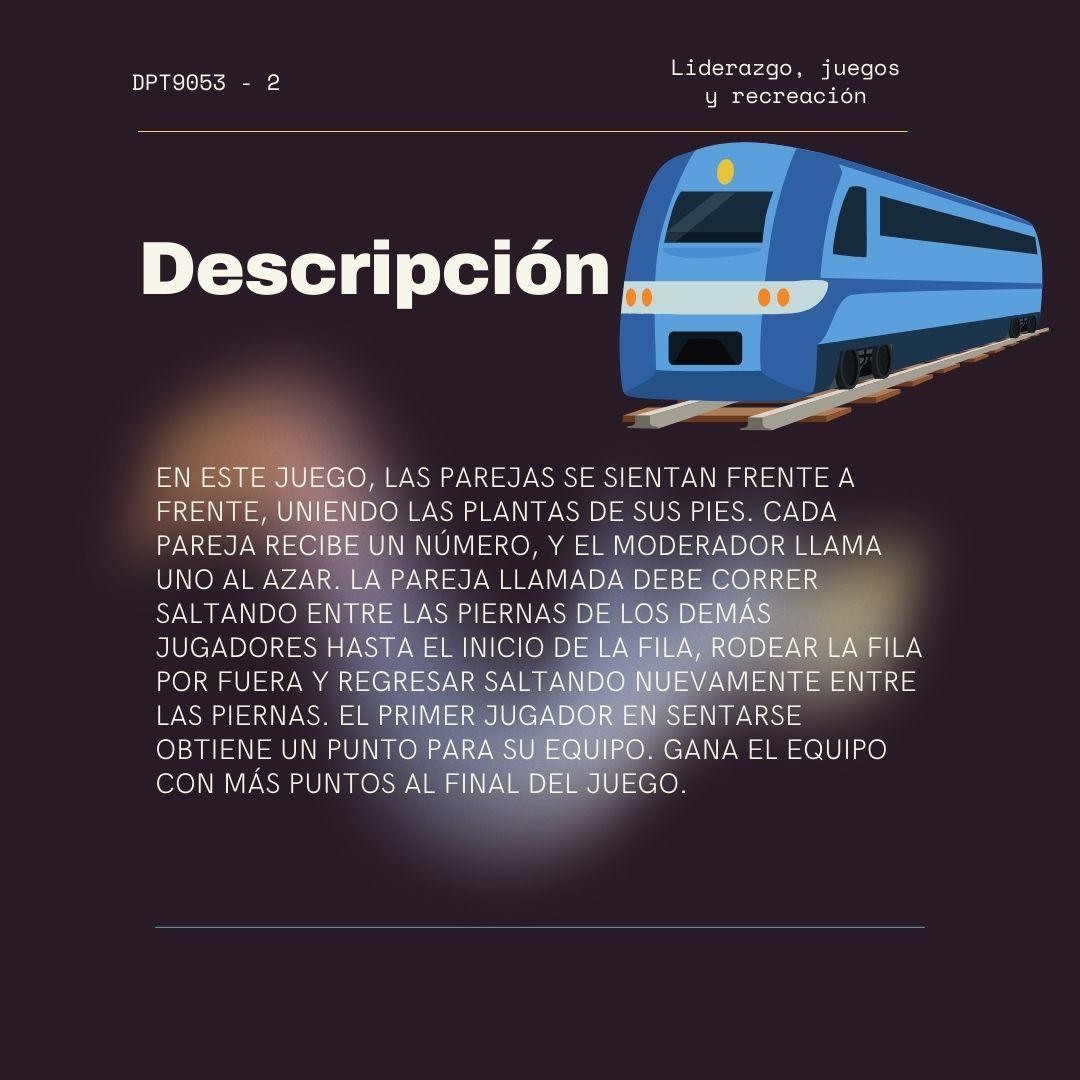 DPT9053 - 2
Liderazgo, juegos
y recreación
Descripción
EN ESTE JUEGO, LAS PAREJAS SE SIENTAN FRENTE A
FRENTE, UNIENDO LAS PLANTAS DE SUS PIES. CADA
PAREJA RECIBE UN NÚMERO, Y EL MODERADOR LLAMA
UNO AL AZAR. LA PAREJA LLAMADA DEBE CORRER
SALTANDO ENTRE LAS PIERNAS DE LOS DEMÁS
JUGADORES HASTA EL INICIO DE LA FILA, RODEAR LA FILA
POR FUERA Y REGRESAR SALTANDO NUEVAMENTE ENTRE
LAS PIERNAS. EL PRIMER JUGADOR EN SENTARSE
OBTIENE UN PUNTO PARA SU EQUIPO. GANA EL EQUIPO
CON MÁS PUNTOS AL FINAL DEL JUEGO.